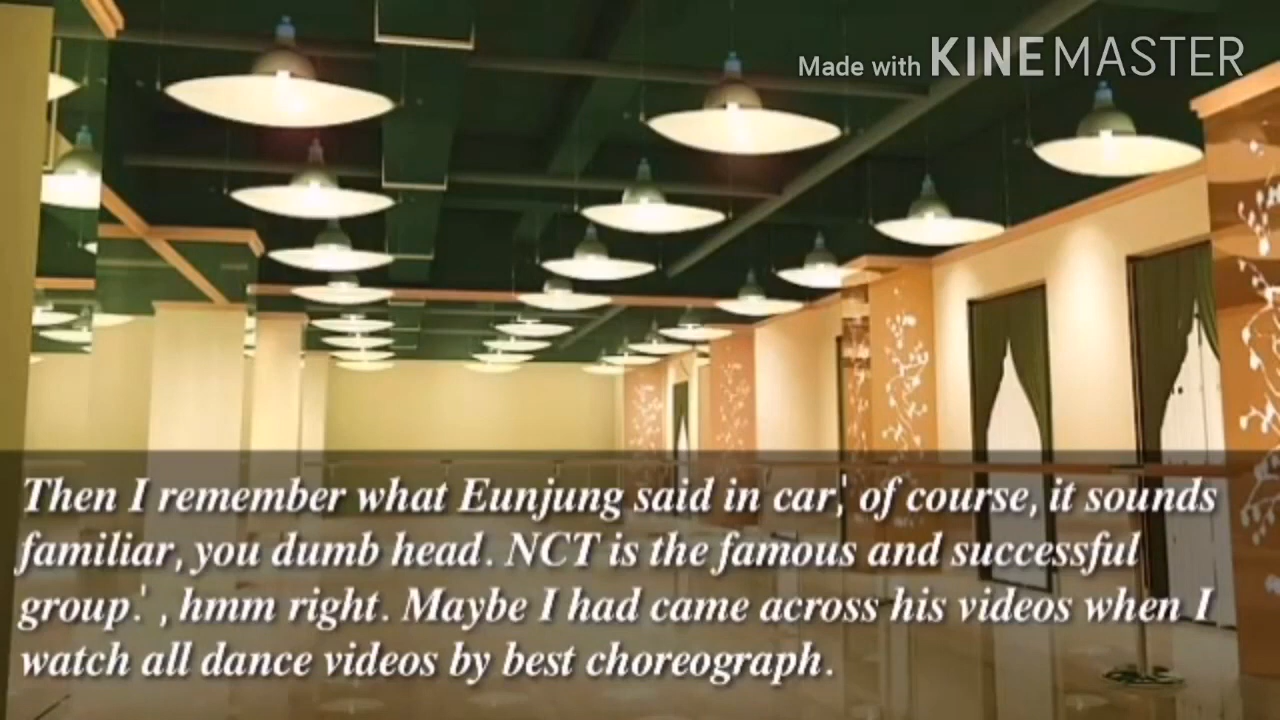 Made with KINEMASTER
Then I remember what Eunjung said in car,' of course, it sounds
familiar, you dumb head. NCT is the famous and successful
group.' , hmm right. Maybe I had came across his videos when I
watch all dance videos by best choreograph.